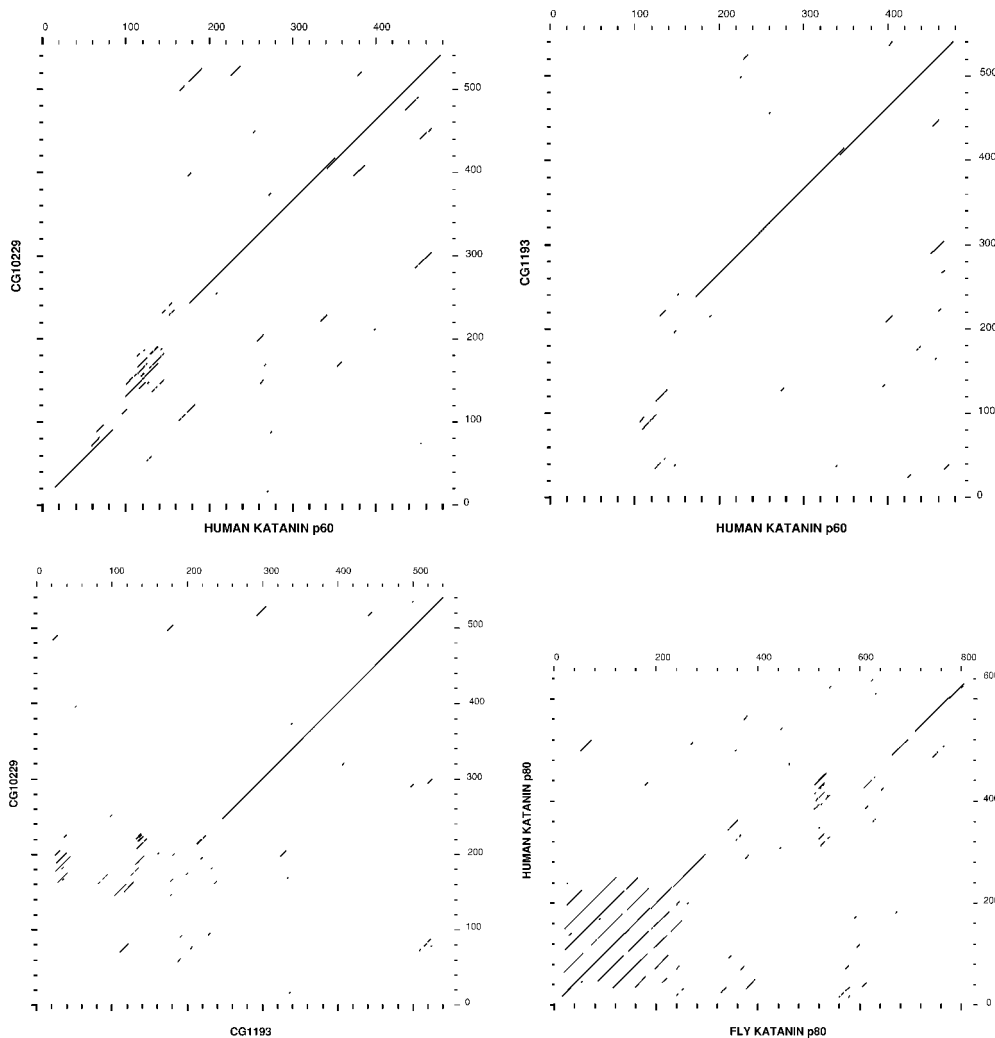 0 100 200 300 400
500
400
300
200
100
0
CG10229
HUMAN KATANIN p60
0 100 200 300 400
500
400
300
200
100
0
CG1193
HUMAN KATANIN p60
0 100 200 300 400 500
500
400
300
200
100
0
CG10229
CG1193
0 200 400 600 800
600
400
200
0
HUMAN KATANIN p80
FLY KATANIN p80